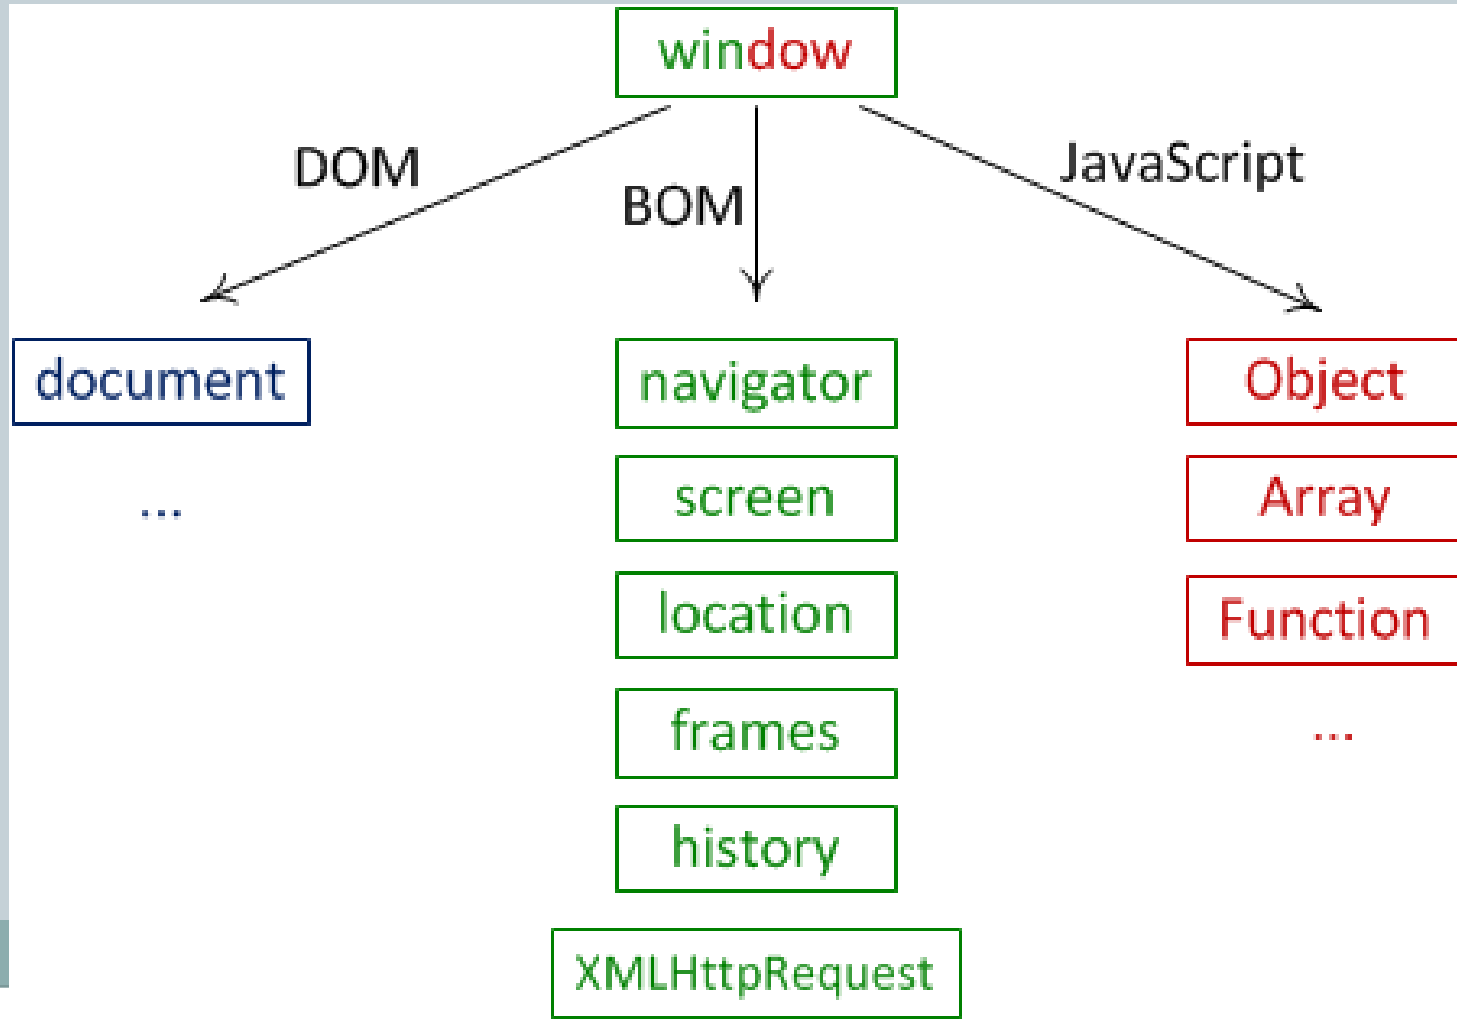 window
DOM
BOM
JavaScript
document
navigator
Object
...
screen
Array
location
Function
frames
...
history
XMLHttpRequest